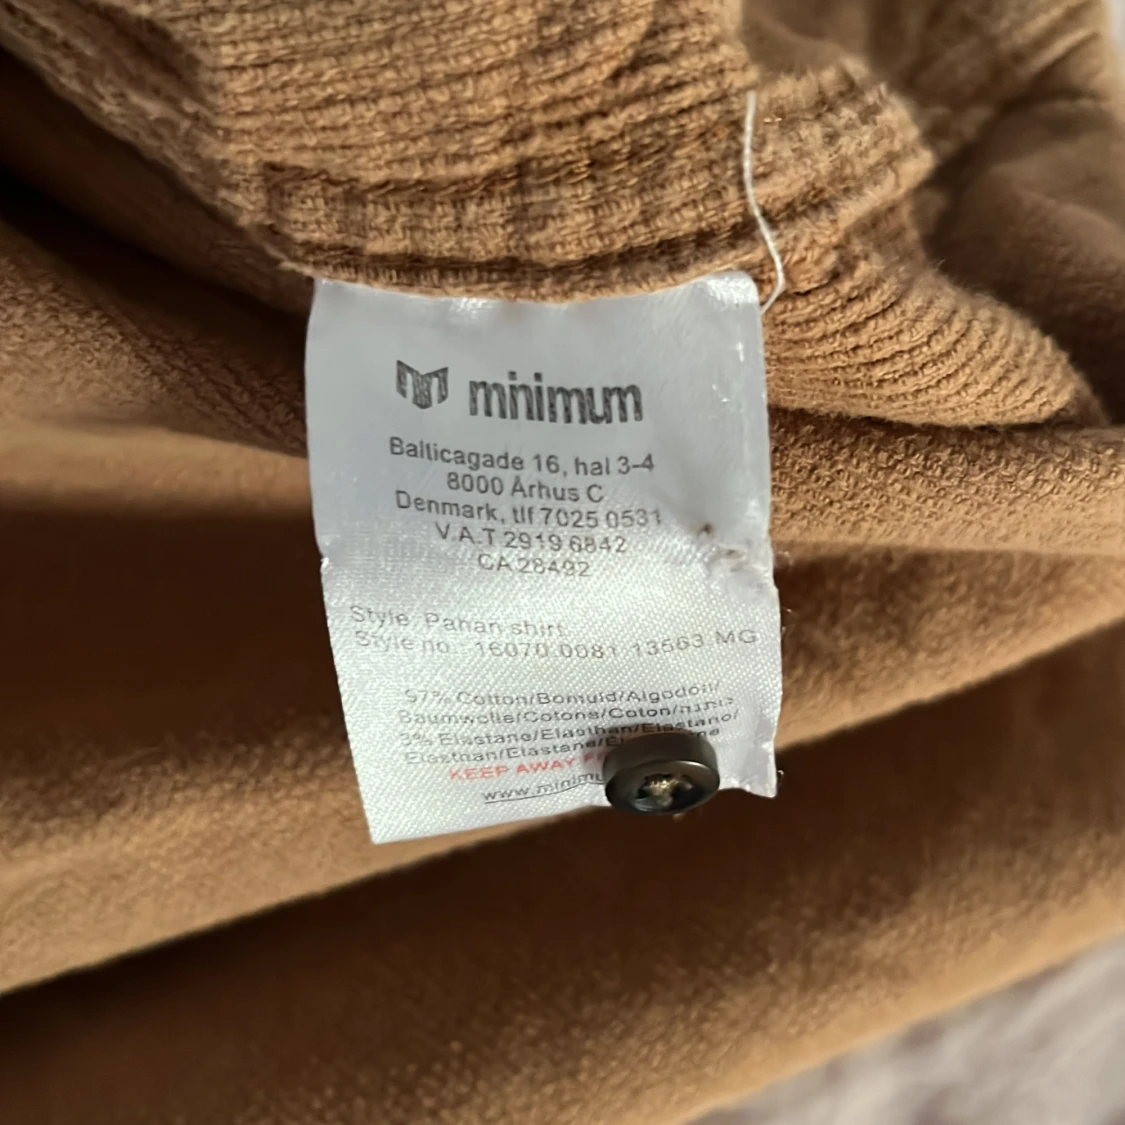 minimum
Balticagade 16, hal 3-4
8000 Århus C
Denmark, tlf 7025 0531
V.A.T 2919 6842
CA 28492
Style: Pahan shirt
Style no.: 16070.0081 13563 MG
97% Cotton/Bomuld/Algodón/
Baumwolle/Cotone/Coton/
3% Elastane/Elasthan/Elastano/
Elasthan/Elastane/
KEEP AWAY